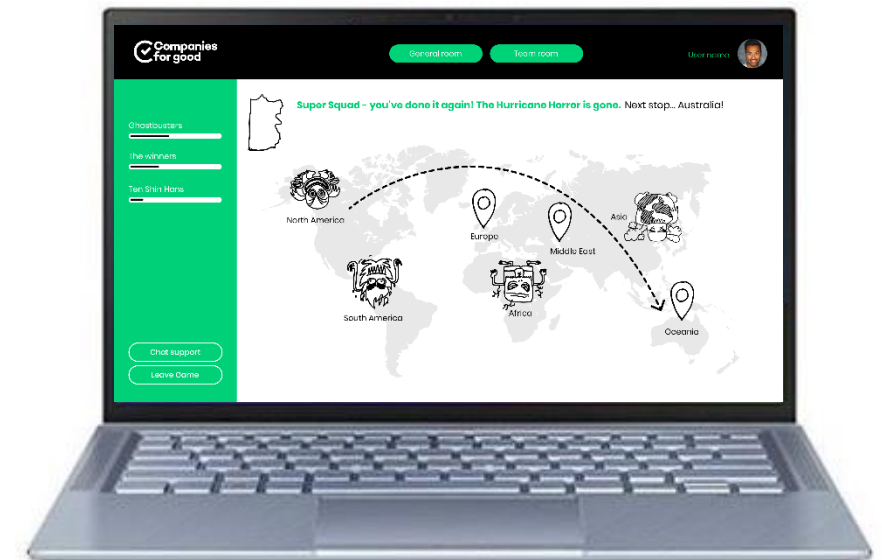 Companies
for good
General room
Team room
User name
Super Squad - you've done it again! The Hurricane Horror is gone. Next stop... Australia!
Ghostbusters
The winners
Ten Shin Hans
North America
Europe
Middle East
Asia
South America
Africa
Oceania
Chat support
Leave Game